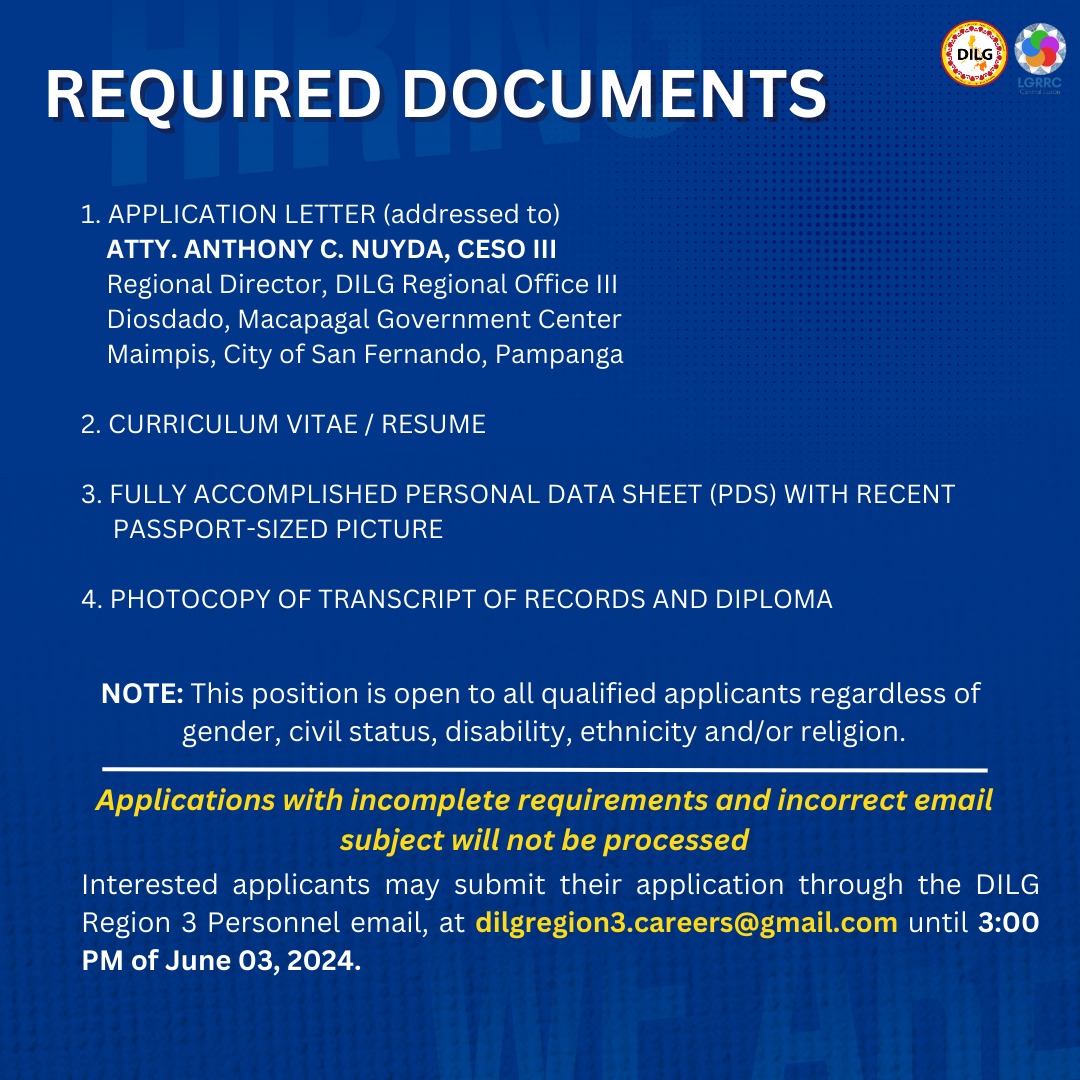 HIRING
DILG
LGRRC
Central Luzon
REQUIRED DOCUMENTS
1. APPLICATION LETTER (addressed to)
ATTY. ANTHONY C. NUYDA, CESO III
Regional Director, DILG Regional Office III
Diosdado, Macapagal Government Center
Maimpis, City of San Fernando, Pampanga
2. CURRICULUM VITAE / RESUME
3. FULLY ACCOMPLISHED PERSONAL DATA SHEET (PDS) WITH RECENT
PASSPORT-SIZED PICTURE
4. PHOTOCOPY OF TRANSCRIPT OF RECORDS AND DIPLOMA
NOTE: This position is open to all qualified applicants regardless of
gender, civil status, disability, ethnicity and/or religion.
Applications with incomplete requirements and incorrect email
subject will not be processed
Interested applicants may submit their application through the DILG
Region 3 Personnel email, at dilgregion3.careers@gmail.com until 3:00
PM of June 03, 2024.
WE ARE